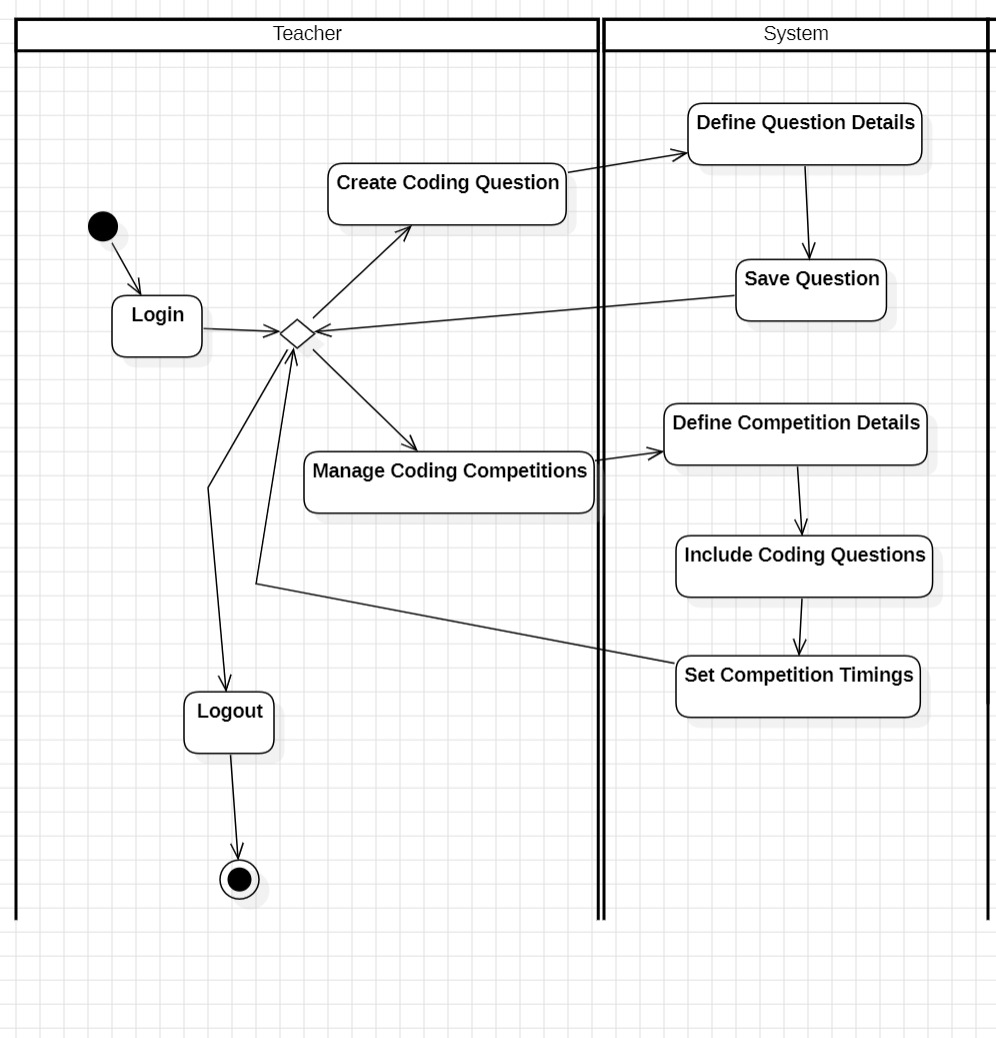 Teacher
System
Define Question Details
Create Coding Question
Save Question
Login
Define Competition Details
Manage Coding Competitions
Include Coding Questions
Set Competition Timings
Logout